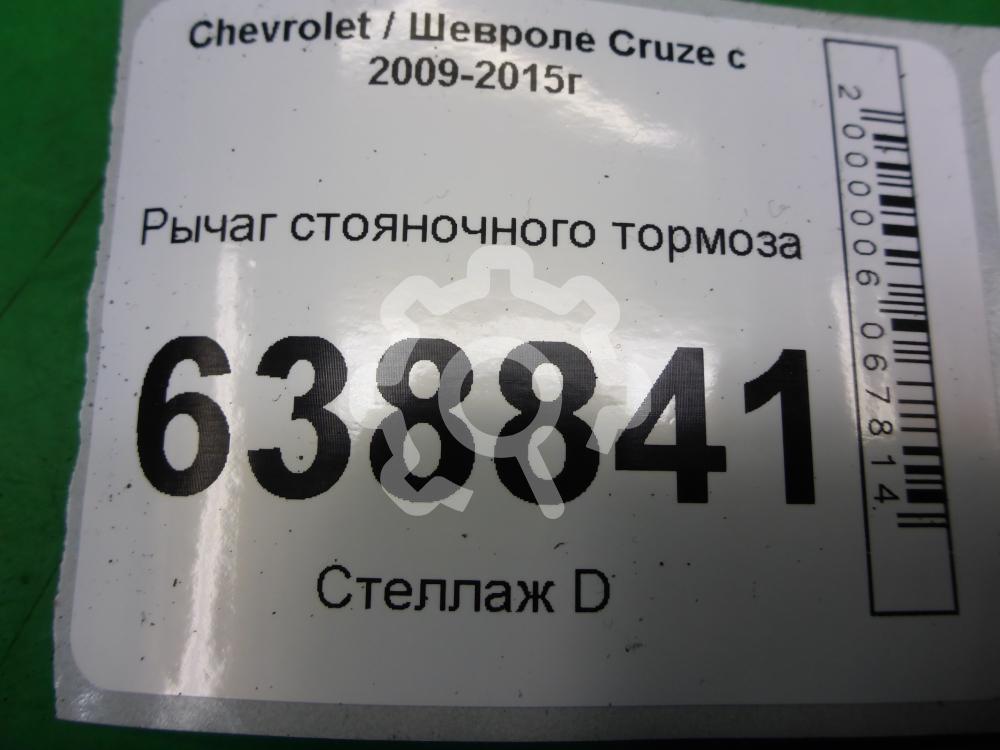 Chevrolet / Шевроле Cruze с
2009-2015г
Рычаг стояночного тормоза
638841
Стеллаж D
2000006067814